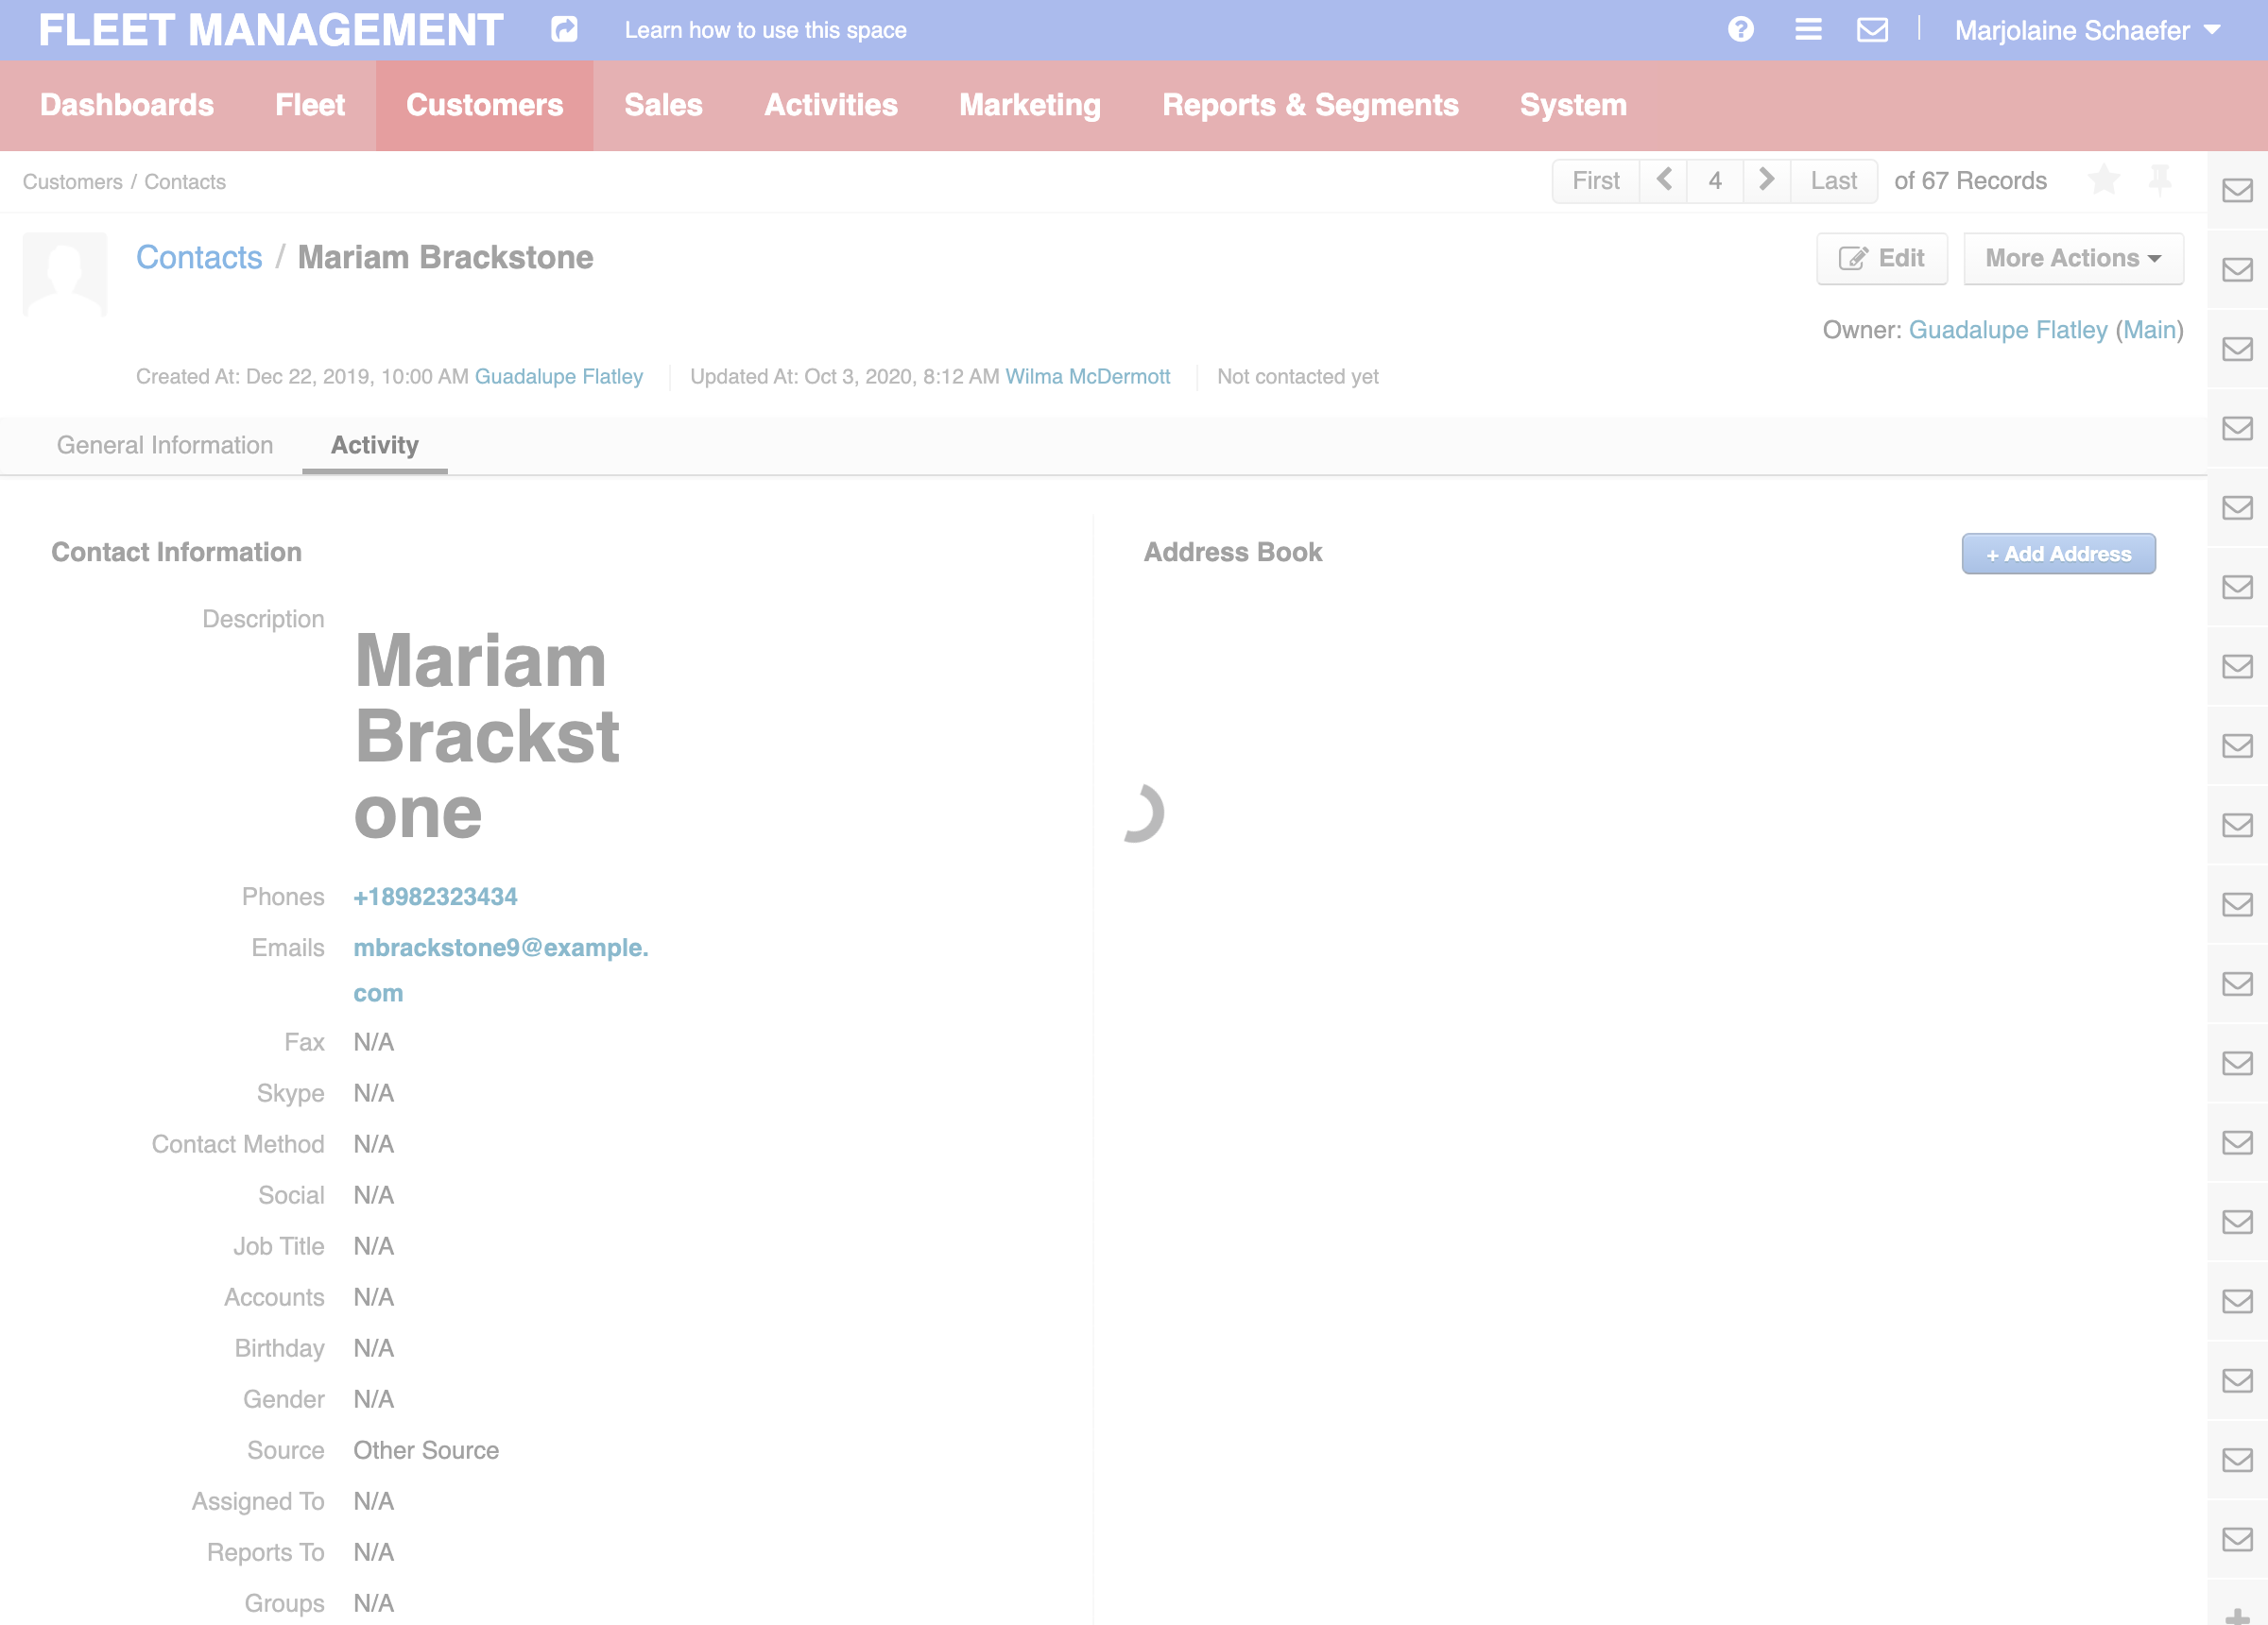 FLEET MANAGEMENT Learn how to use this space Marjolaine Schaefer
Dashboards Fleet Customers Sales Activities Marketing Reports & Segments System
Customers / Contacts First 4 Last of 67 Records
Contacts / Mariam Brackstone Edit More Actions
Owner: Guadalupe Flatley (Main)
Created At: Dec 22, 2019, 10:00 AM Guadalupe Flatley Updated At: Oct 3, 2020, 8:12 AM Wilma McDermott Not contacted yet
General Information Activity
Contact Information
Description Mariam
Brackst
one
Phones +18982323434
Emails mbrackstone9@example.
com
Fax N/A
Skype N/A
Contact Method N/A
Social N/A
Job Title N/A
Accounts N/A
Birthday N/A
Gender N/A
Source Other Source
Assigned To N/A
Reports To N/A
Groups N/A
Address Book + Add Address